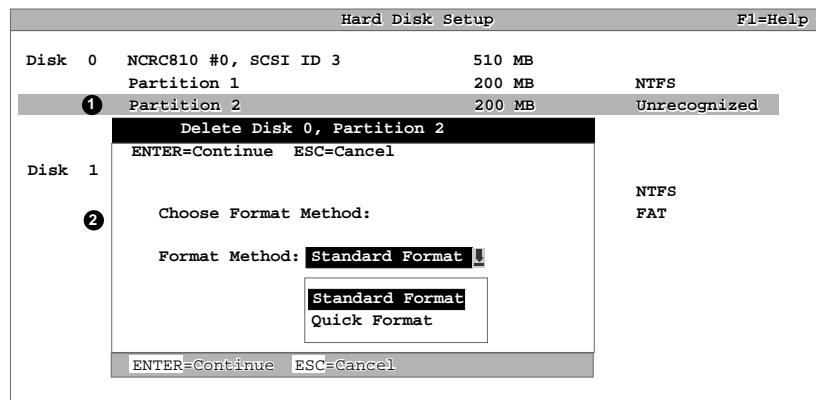 Hard Disk Setup F1=Help
Disk 0 NCRC810 #0, SCSI ID 3 510 MB
Partition 1 200 MB NTFS
1 Partition 2 200 MB Unrecognized
Delete Disk 0, Partition 2
ENTER=Continue ESC=Cancel
Disk 1
NTFS
2 Choose Format Method: FAT
Format Method: Standard Format
Standard Format
Quick Format
ENTER=Continue ESC=Cancel